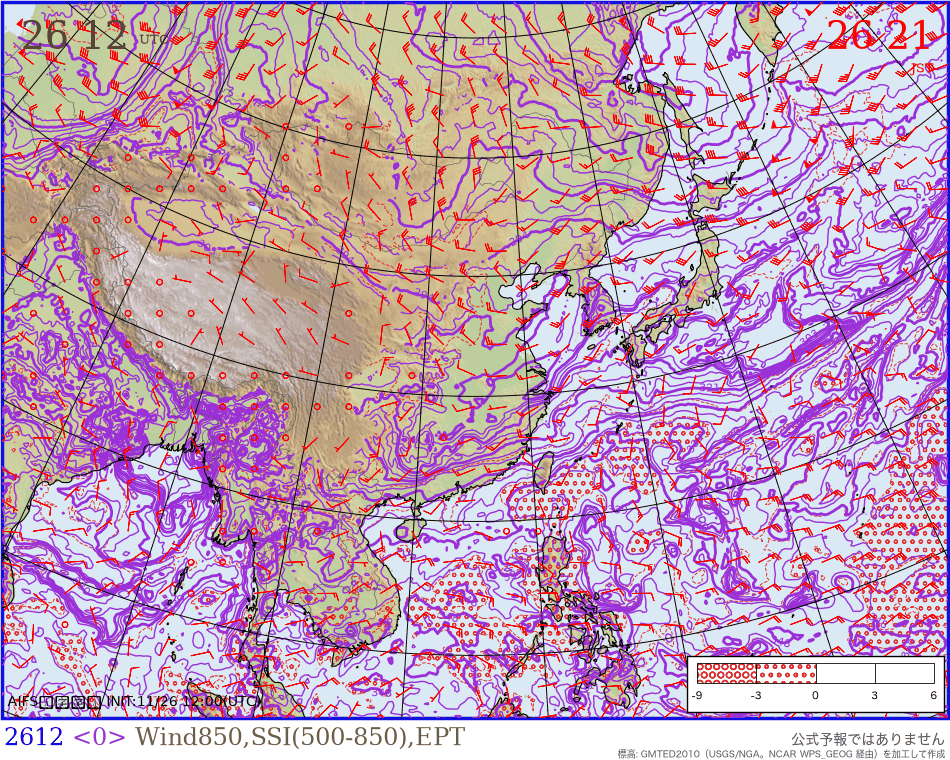 26 12 UTC
26 21 JST
AIFS INIT:11/26 12:00(UTC)
-9 -3 0 3 6
2612 <0> Wind850,SSI(500-850),EPT
公式予報ではありません
標高: GMTED2010（USGS/NGA。NCAR WPS_GEOG 経由）を加工して作成